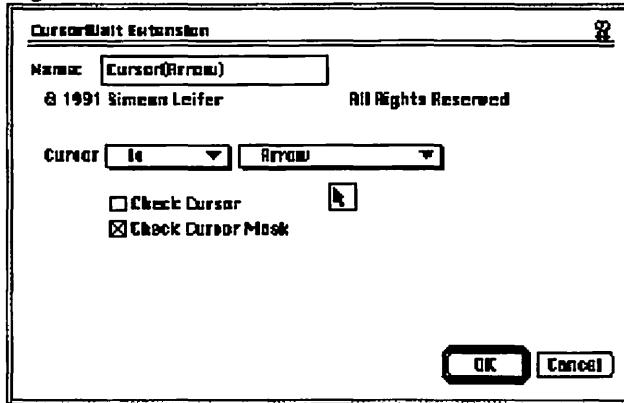 CursorWait Extension
Name: Cursor(Arrow)
© 1991 Simeon Leifer All Rights Reserved
Cursor Is Arrow
Check Cursor
Check Cursor Mask
OK Cancel